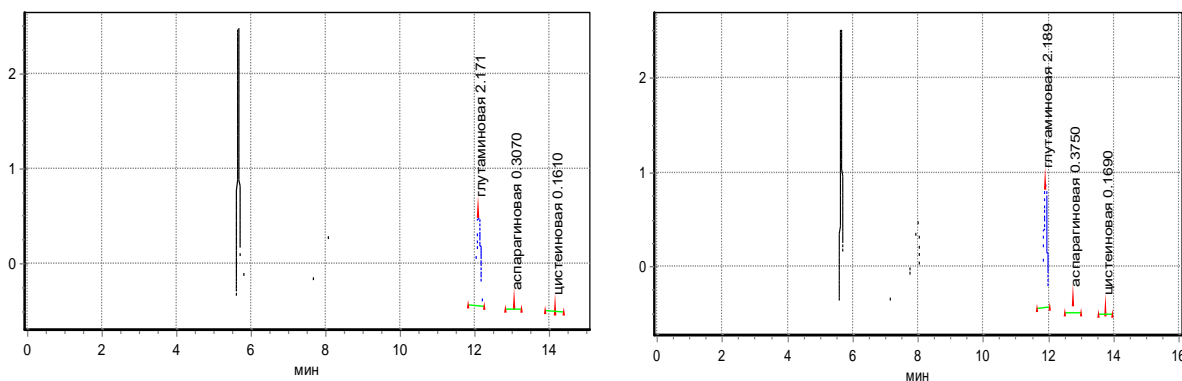 2
1
0
глутаминовая 2.171
аспарагиновая 0.3070
цистеиновая 0.1610
0 2 4 6 8 10 12 14
мин
2
1
0
глутаминовая 2.189
аспарагиновая 0.3750
цистеиновая 0.1690
0 2 4 6 8 10 12 14 16
мин